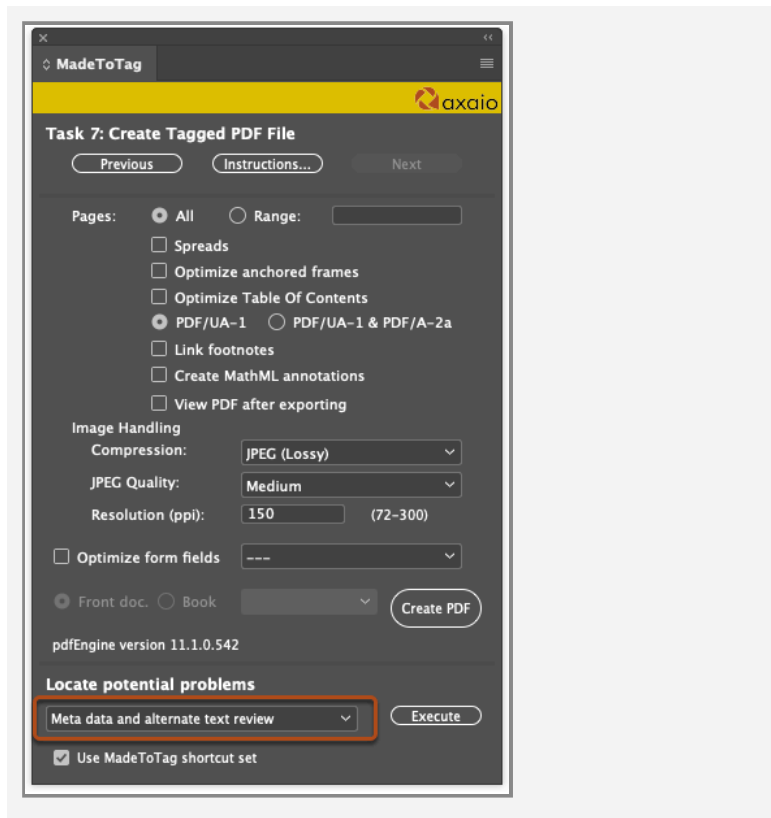 MadeToTag
axaio
Task 7: Create Tagged PDF File
Previous Instructions... Next
Pages: All Range:
Spreads
Optimize anchored frames
Optimize Table Of Contents
PDF/UA-1 PDF/UA-1 & PDF/A-2a
Link footnotes
Create MathML annotations
View PDF after exporting
Image Handling
Compression: JPEG (Lossy)
JPEG Quality: Medium
Resolution (ppi): 150 (72-300)
Optimize form fields ---
Front doc. Book Create PDF
pdfEngine version 11.1.0.542
Locate potential problems
Meta data and alternate text review Execute
Use MadeToTag shortcut set